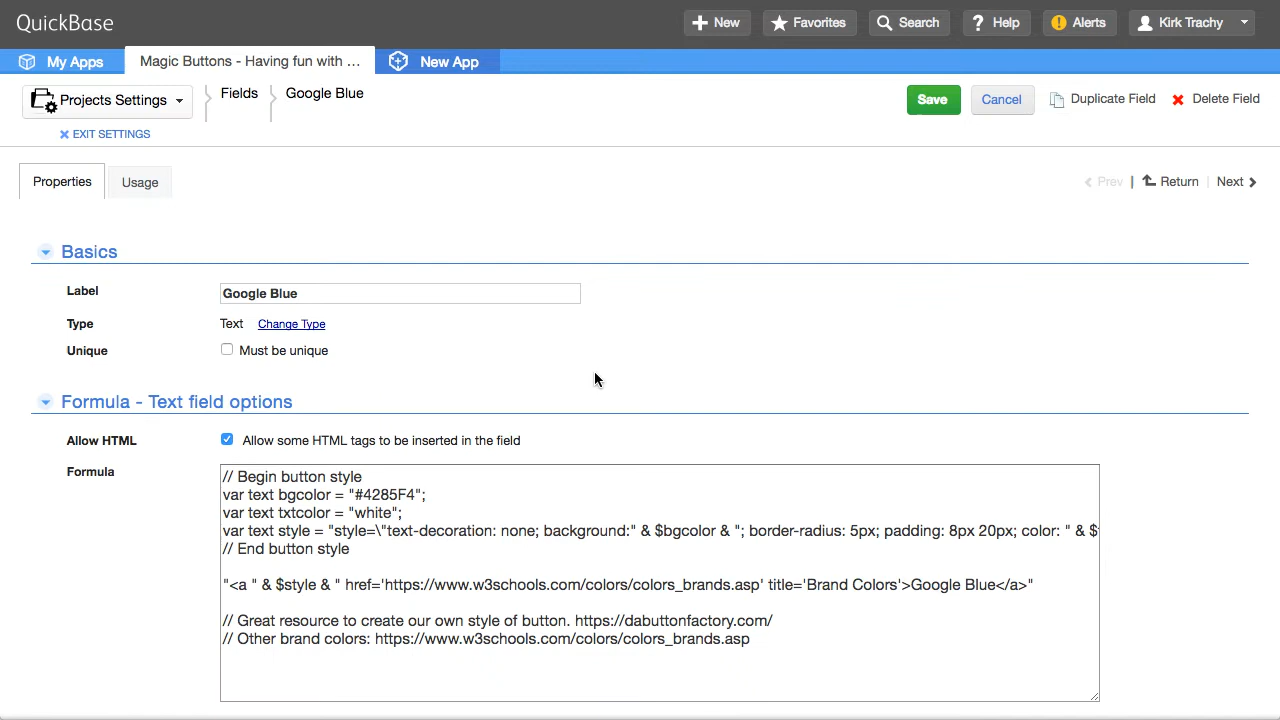 QuickBase
New
Favorites
Search
Help
Alerts
Kirk Trachy
My Apps
Magic Buttons - Having fun with ...
New App
Projects Settings
Fields
Google Blue
Save
Cancel
Duplicate Field
Delete Field
EXIT SETTINGS
Properties
Usage
Prev | Return | Next
Basics
Label
Google Blue
Type
Text Change Type
Unique
Must be unique
Formula - Text field options
Allow HTML
Allow some HTML tags to be inserted in the field
Formula
// Begin button style
var text bgcolor = "#4285F4";
var text txtcolor = "white";
var text style = "style=\"text-decoration: none; background:" & $bgcolor & "; border-radius: 5px; padding: 8px 20px; color: " & $
// End button style
"<a " & $style & " href='https://www.w3schools.com/colors/colors_brands.asp' title='Brand Colors'>Google Blue</a>"
// Great resource to create our own style of button. https://dabuttonfactory.com/
// Other brand colors: https://www.w3schools.com/colors/colors_brands.asp